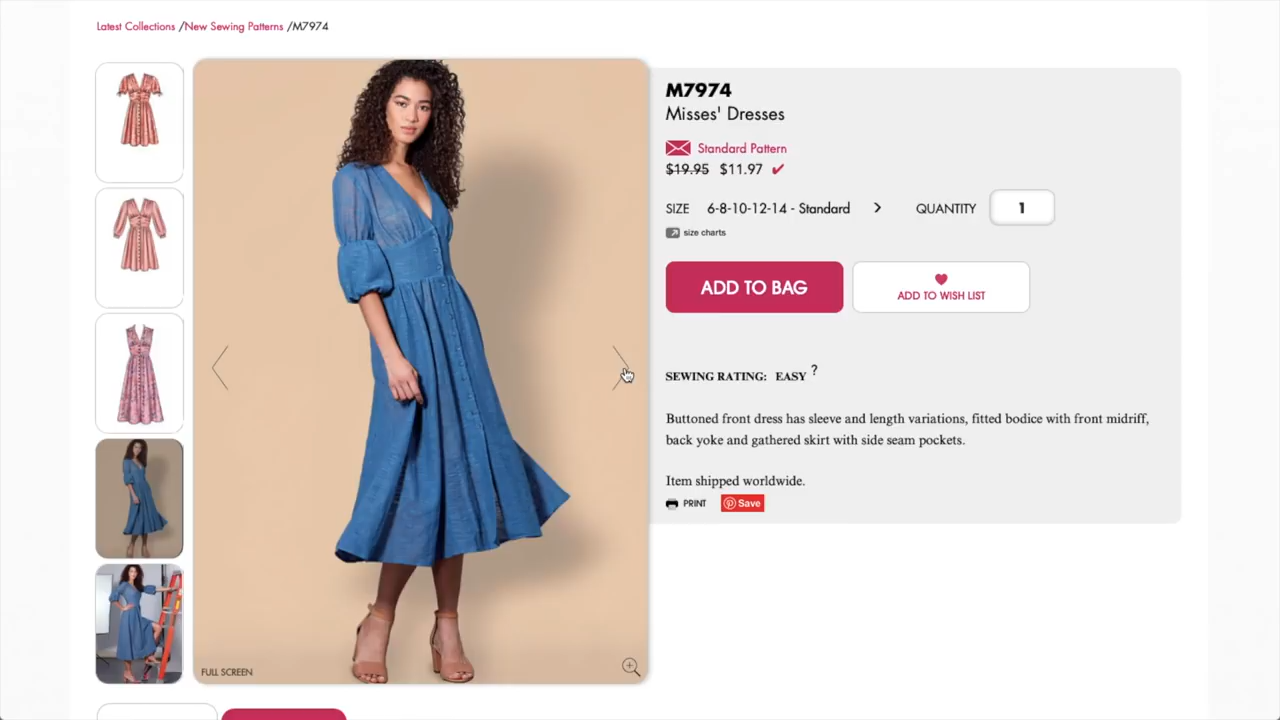 Latest Collections /New Sewing Patterns /M7974
M7974
Misses' Dresses
Standard Pattern
$19.95 $11.97
SIZE 6-8-10-12-14 - Standard > QUANTITY 1
size charts
ADD TO BAG
ADD TO WISH LIST
SEWING RATING: EASY ?
Buttoned front dress has sleeve and length variations, fitted bodice with front midriff,
back yoke and gathered skirt with side seam pockets.
Item shipped worldwide.
PRINT Save
FULL SCREEN